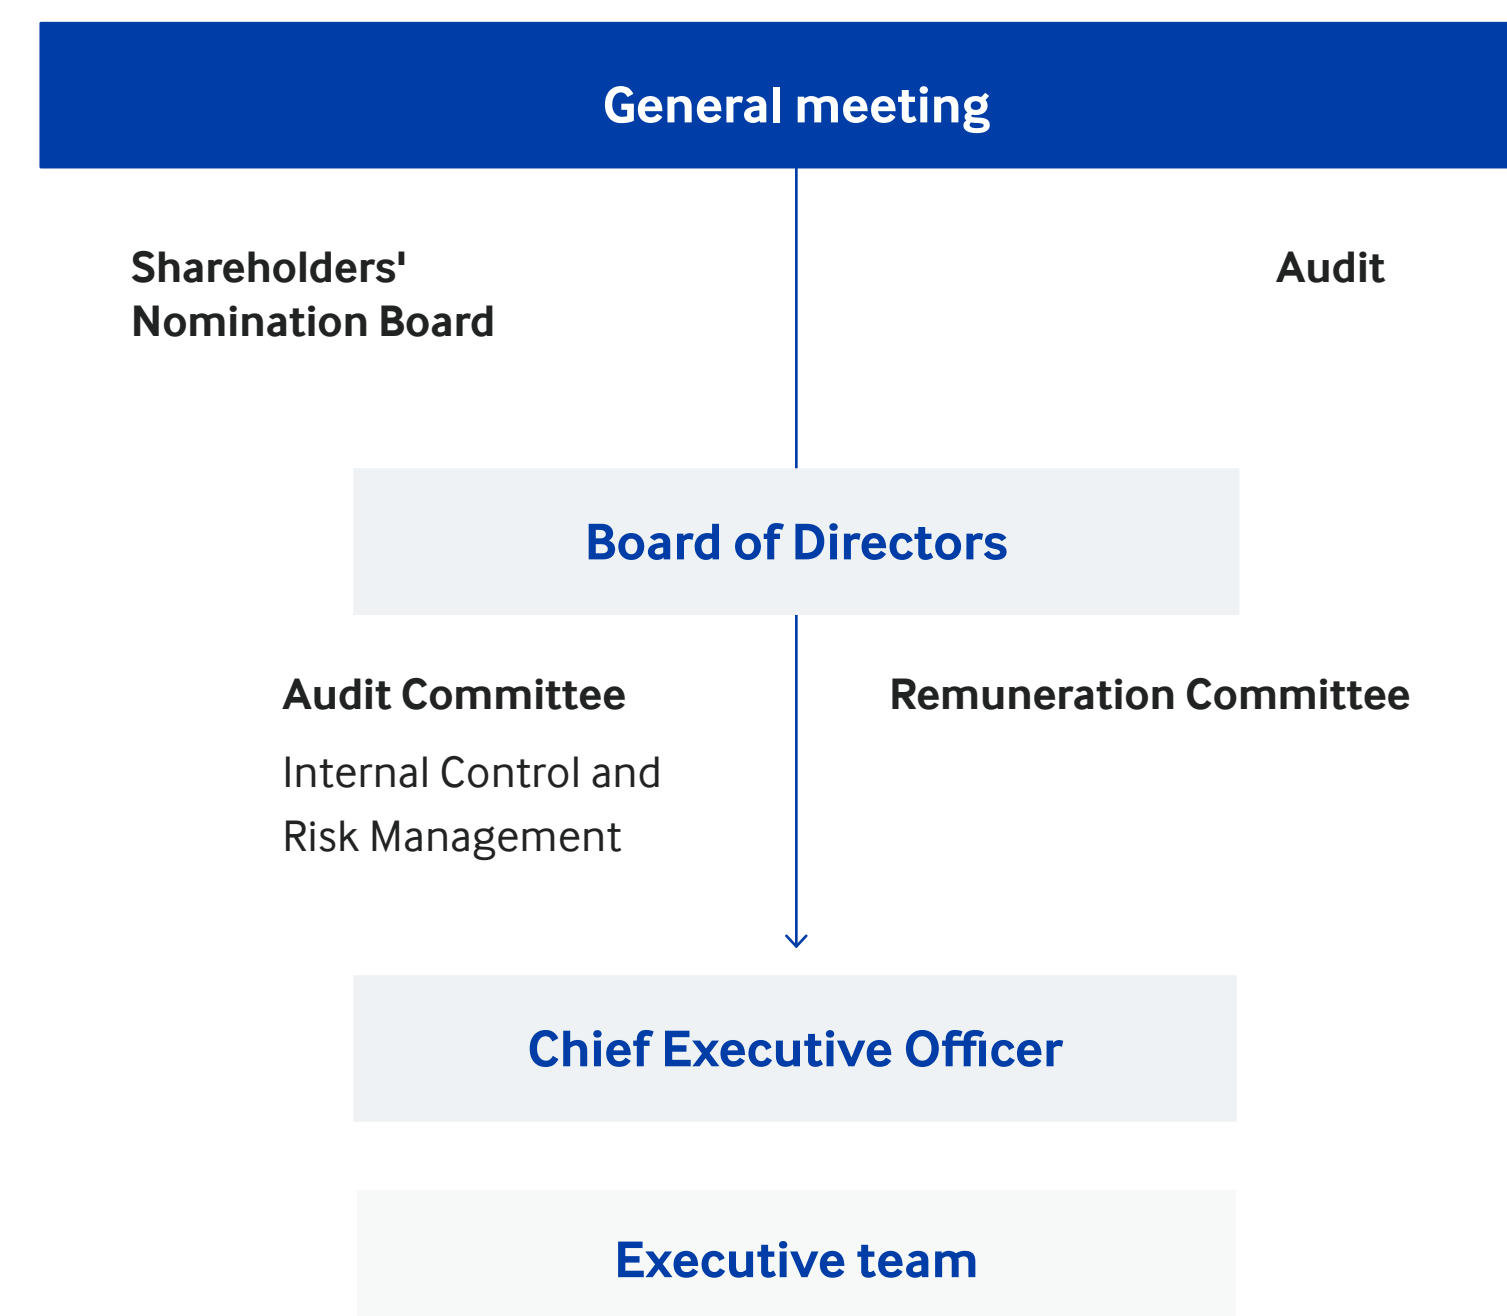 General meeting
Shareholders'
Nomination Board
Audit
Board of Directors
Audit Committee
Internal Control and
Risk Management
Remuneration Committee
Chief Executive Officer
Executive team